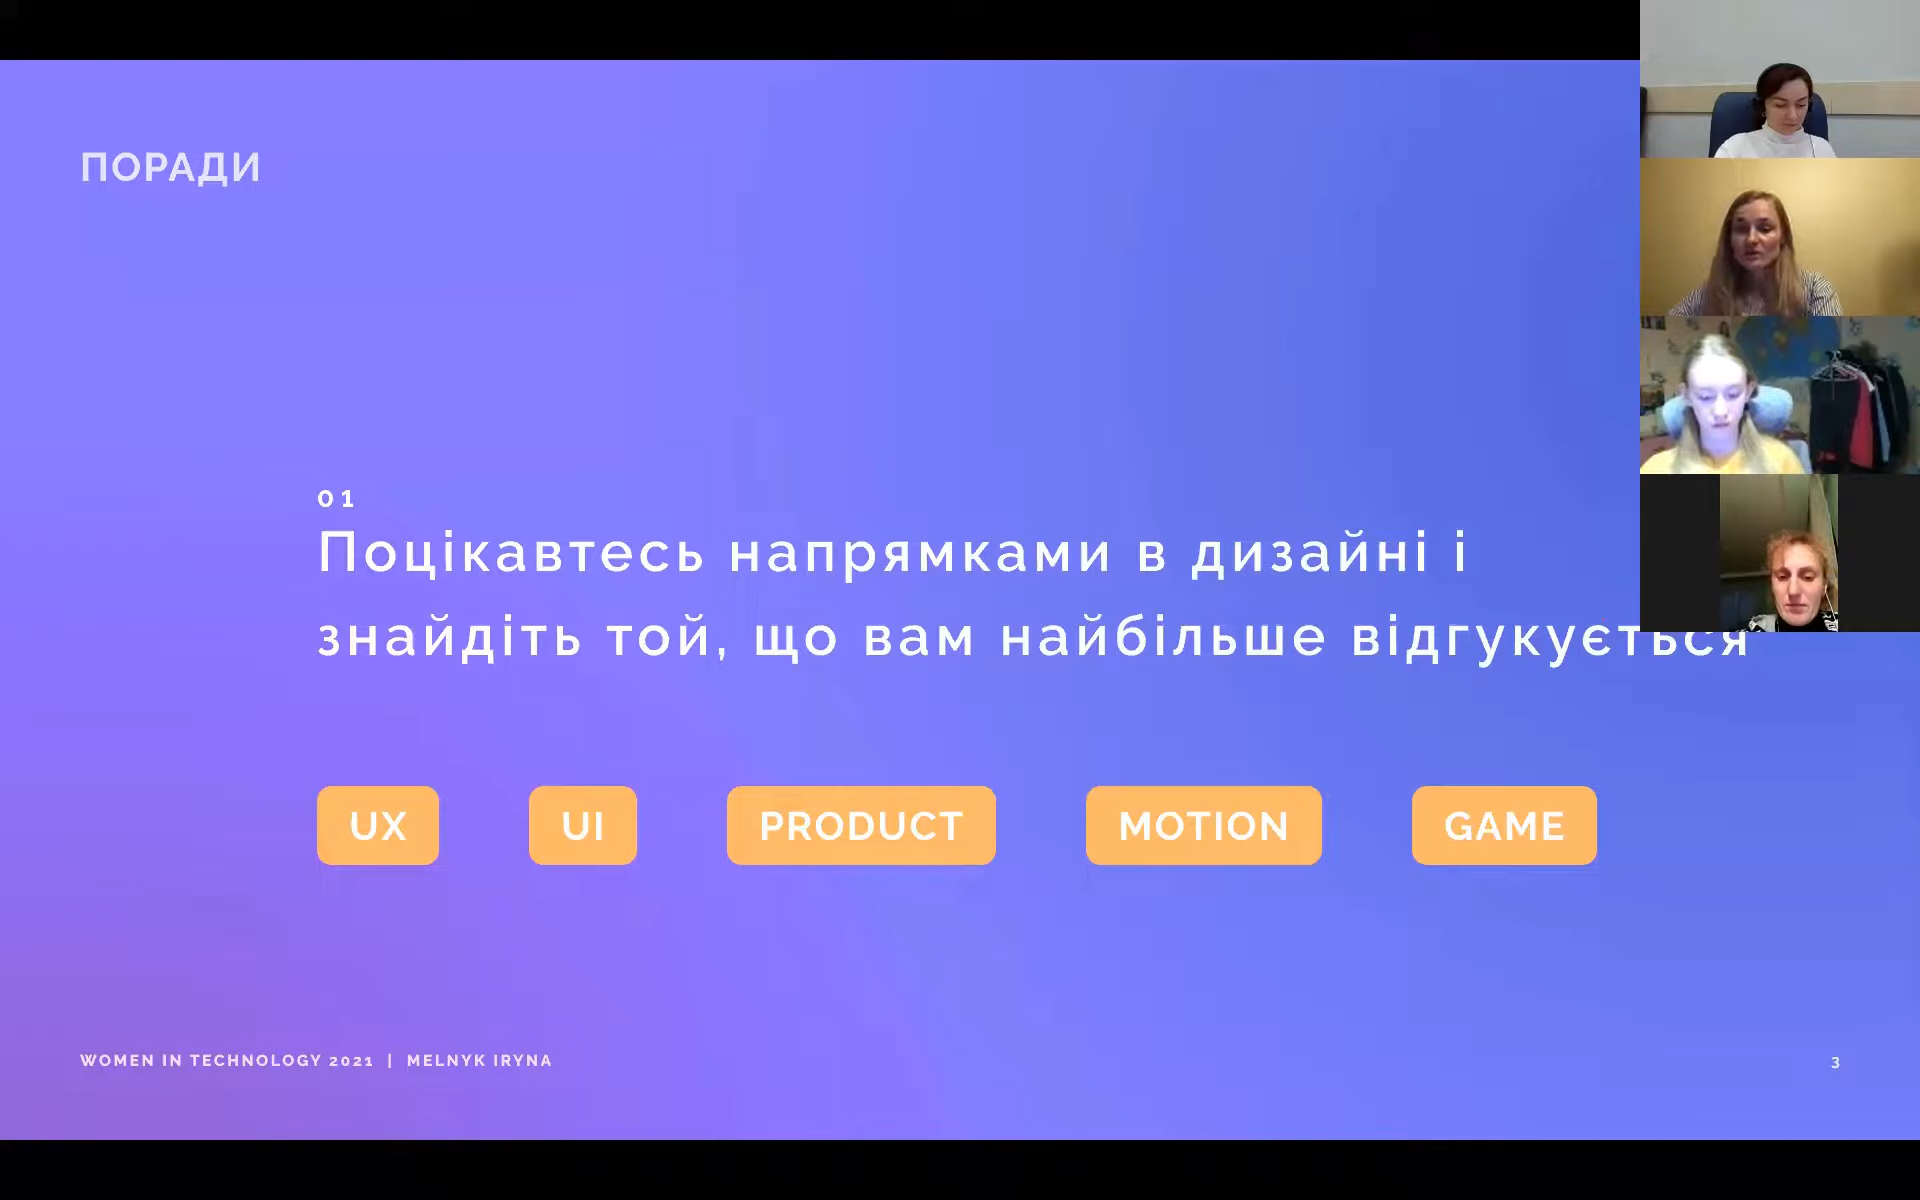 ПОРАДИ
01
Поцікавтесь напрямками в дизайні і
знайдіть той, що вам найбільше відгукується
UX
UI
PRODUCT
MOTION
GAME
WOMEN IN TECHNOLOGY 2021 | MELNYK IRYNA
3